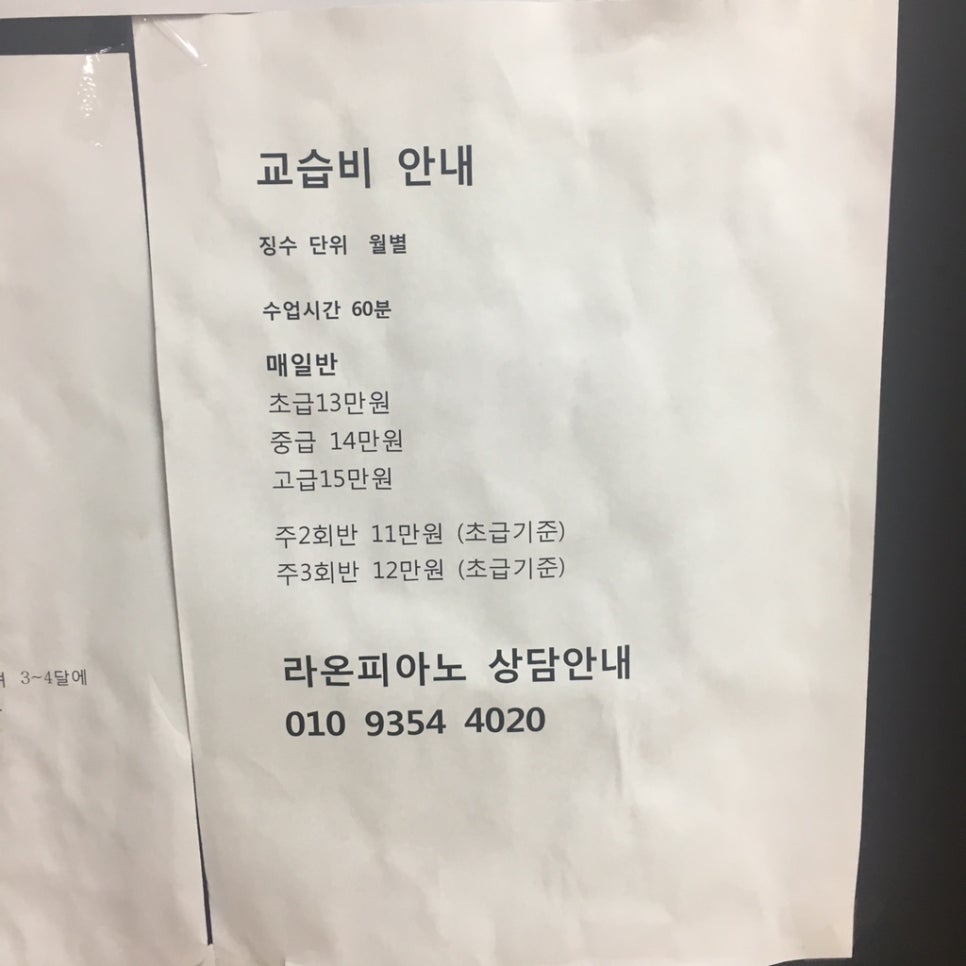 교습비 안내
징수 단위 월별
수업시간 60분
매일반
초급13만원
중급 14만원
고급15만원
주2회반 11만원 (초급기준)
주3회반 12만원 (초급기준)
라온피아노 상담안내
010 9354 4020
3~4달에